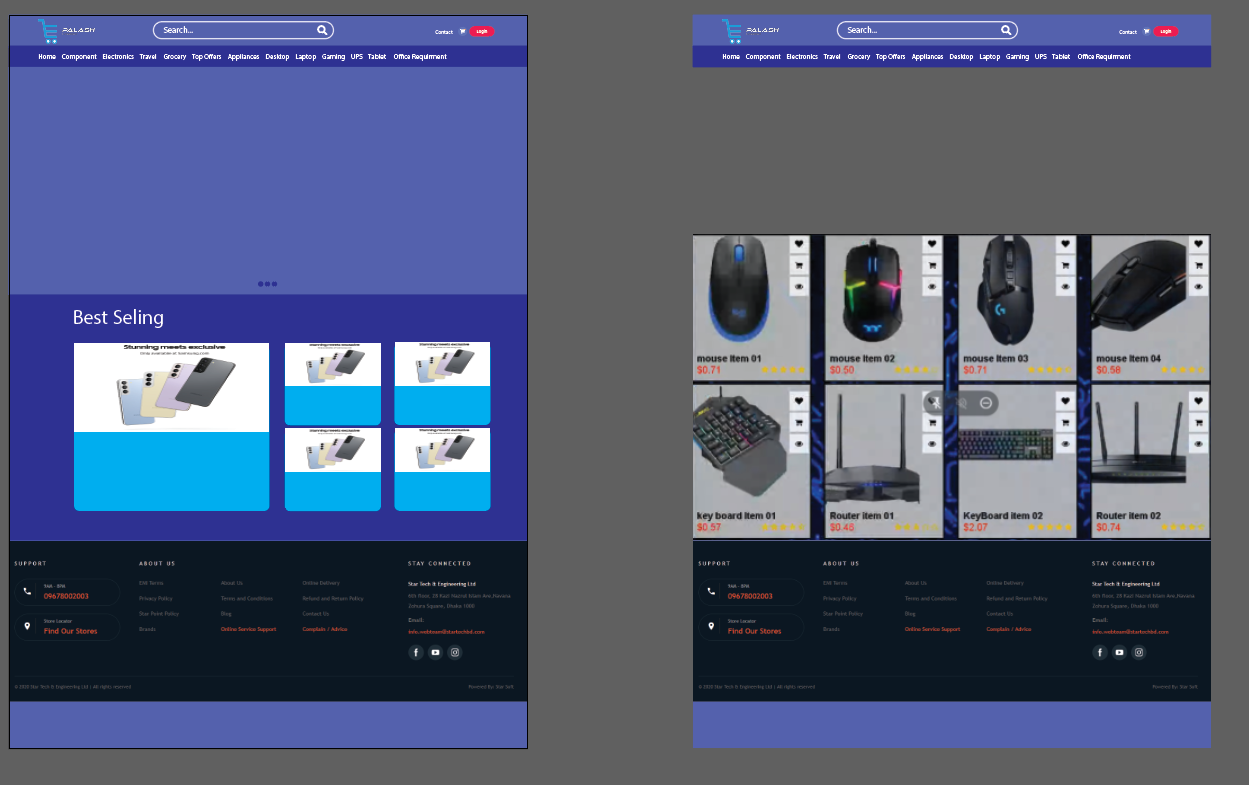 PALASH
Search...
Contact
Login
Home Component Electronics Travel Grocery Top Offers Appliances Desktop Laptop Gaming UPS Tablet Office Requirment
Best Seling
Stunning meets exclusive
Stunning meets exclusive
Stunning meets exclusive
Stunning meets exclusive
Stunning meets exclusive
SUPPORT
9AM - 8PM
09678002003
Store Locator
Find Our Stores
ABOUT US
EMI Terms
About Us
Online Delivery
Privacy Policy
Terms and Conditions
Refund and Return Policy
Star Point Policy
Blog
Contact Us
Brands
Online Service Support
Complain / Advice
STAY CONNECTED
Star Tech & Engineering Ltd
6th floor, 28 Kazi Nazrul Islam Ave,Navana
Zohura Square, Dhaka 1000
Email:
info.webteam@startechbd.com
© 2020 Star Tech & Engineering Ltd | All rights reserved
Powered By: Star Soft
PALASH
Search...
Contact
Login
Home Component Electronics Travel Grocery Top Offers Appliances Desktop Laptop Gaming UPS Tablet Office Requirment
mouse item 01
$0.71
mouse item 02
$0.50
mouse item 03
$0.71
mouse item 04
$0.58
key board item 01
$0.57
Router item 01
$0.48
KeyBoard item 02
$2.07
Router item 02
$0.74
SUPPORT
9AM - 8PM
09678002003
Store Locator
Find Our Stores
ABOUT US
EMI Terms
About Us
Online Delivery
Privacy Policy
Terms and Conditions
Refund and Return Policy
Star Point Policy
Blog
Contact Us
Brands
Online Service Support
Complain / Advice
STAY CONNECTED
Star Tech & Engineering Ltd
6th floor, 28 Kazi Nazrul Islam Ave,Navana
Zohura Square, Dhaka 1000
Email:
info.webteam@startechbd.com
© 2020 Star Tech & Engineering Ltd | All rights reserved
Powered By: Star Soft